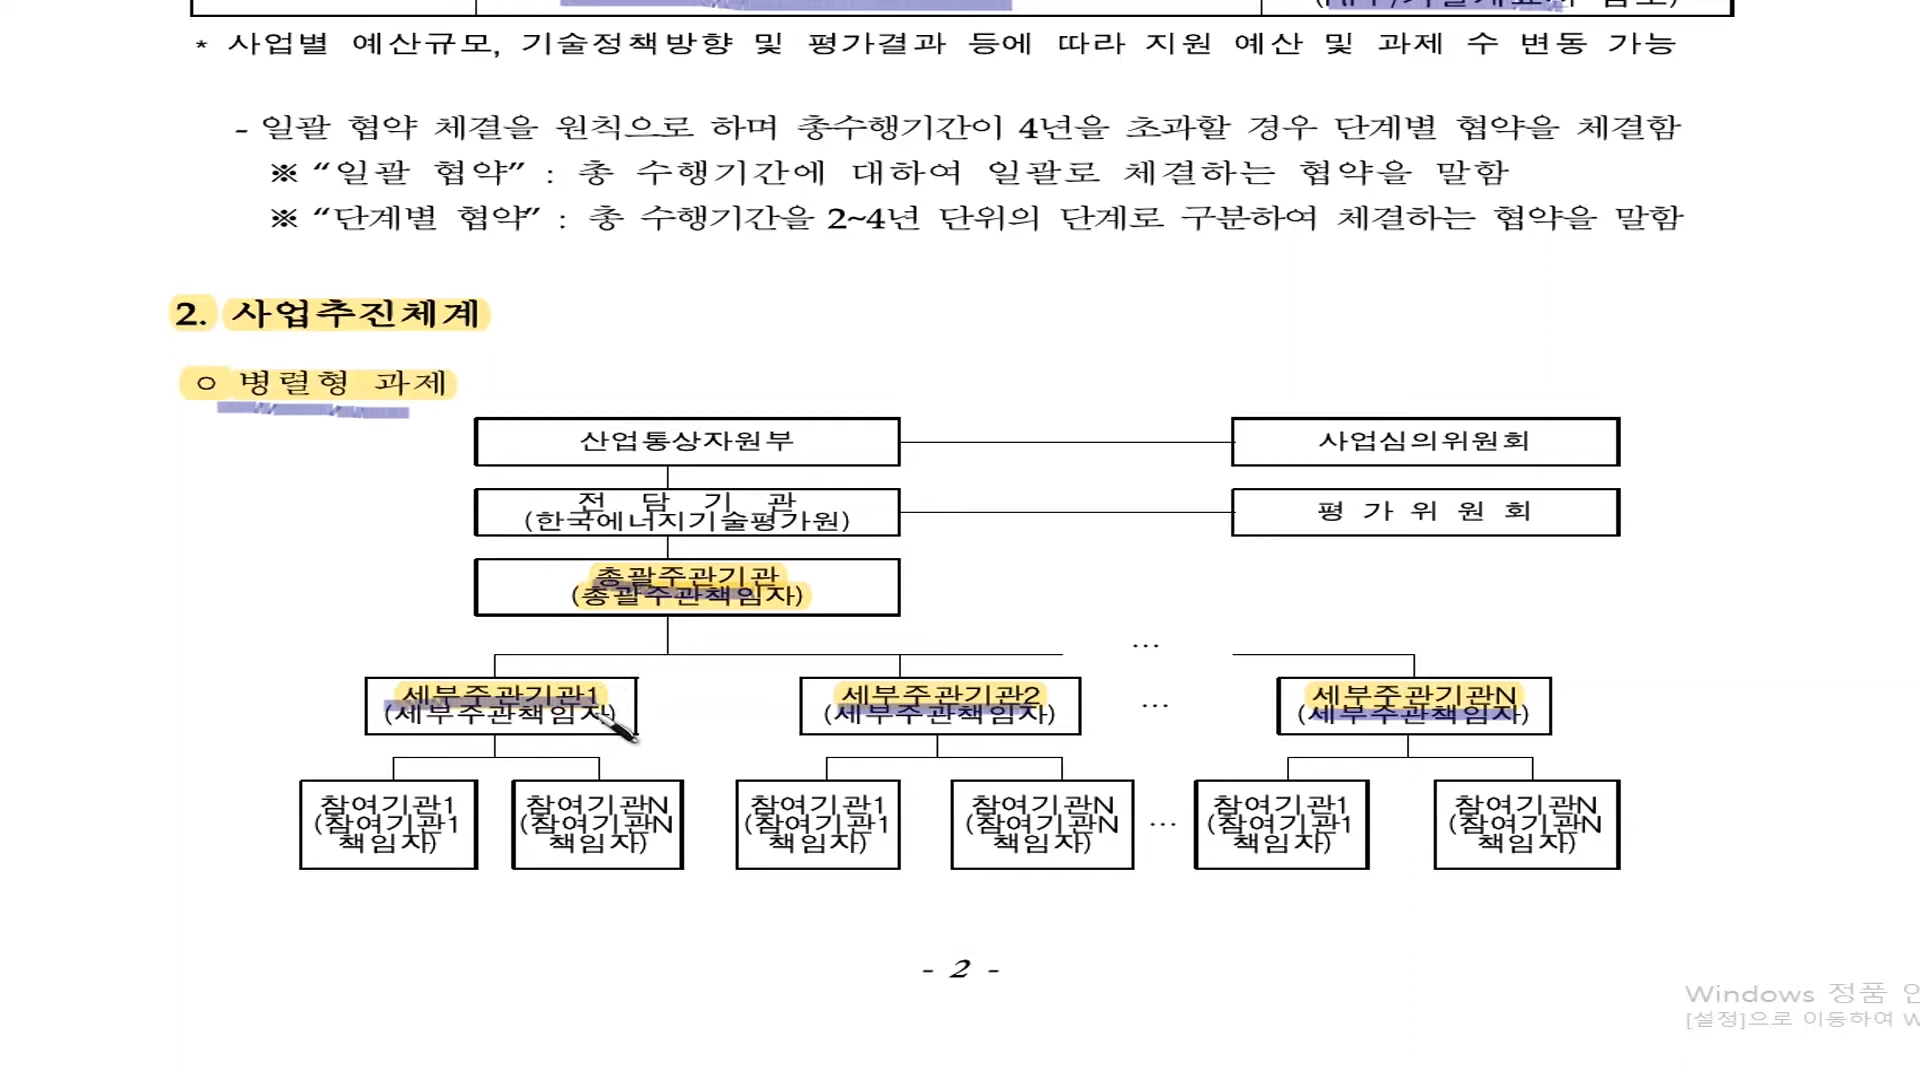 * 사업별 예산규모, 기술정책방향 및 평가결과 등에 따라 지원 예산 및 과제 수 변동 가능
- 일괄 협약 체결을 원칙으로 하며 총수행기간이 4년을 초과할 경우 단계별 협약을 체결함
※ “일괄 협약” : 총 수행기간에 대하여 일괄로 체결하는 협약을 말함
※ “단계별 협약” : 총 수행기간을 2~4년 단위의 단계로 구분하여 체결하는 협약을 말함
2. 사업추진체계
○ 병렬형 과제
산업통상자원부 사업심의위원회
전 담 기 관 평 가 위 원 회
(한국에너지기술평가원)
총괄주관기관
(총괄주관책임자)
...
세부주관기관1 세부주관기관2 ... 세부주관기관N
(세부주관책임자) (세부주관책임자) (세부주관책임자)
참여기관1 참여기관N 참여기관1 참여기관N 참여기관1 참여기관N
(참여기관1 (참여기관N (참여기관1 (참여기관N ... (참여기관1 (참여기관N
책임자) 책임자) 책임자) 책임자) 책임자) 책임자)
- 2 -
Windows 정품
[설정]으로 이동하여 W